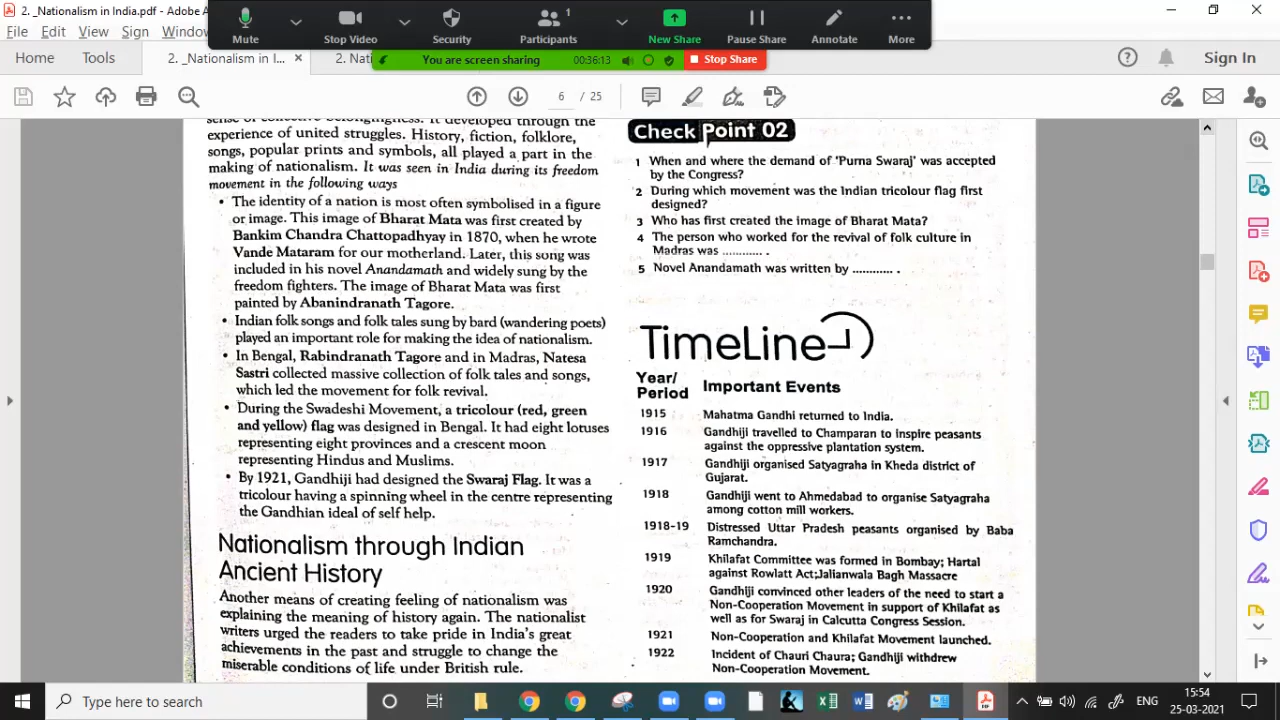 2. _Nationalism in India.pdf - Adobe A
File Edit View Sign Window
1
Mute Stop Video Security Participants New Share Pause Share Annotate More
You are screen sharing 00:36:13 Stop Share
Home Tools 2. _Nationalism in I... × 2. Nati Sign In
6 / 25
sense of collective belongingness. It developed through the
experience of united struggles. History, fiction, folklore,
songs, popular prints and symbols, all played a part in the
making of nationalism. It was seen in India during its freedom
movement in the following ways
• The identity of a nation is most often symbolised in a figure
or image. This image of Bharat Mata was first created by
Bankim Chandra Chattopadhyay in 1870, when he wrote
Vande Mataram for our motherland. Later, this song was
included in his novel Anandamath and widely sung by the
freedom fighters. The image of Bharat Mata was first
painted by Abanindranath Tagore.
• Indian folk songs and folk tales sung by bard (wandering poets)
played an important role for making the idea of nationalism.
• In Bengal, Rabindranath Tagore and in Madras, Natesa
Sastri collected massive collection of folk tales and songs,
which led the movement for folk revival.
• During the Swadeshi Movement, a tricolour (red, green
and yellow) flag was designed in Bengal. It had eight lotuses
representing eight provinces and a crescent moon
representing Hindus and Muslims.
• By 1921, Gandhiji had designed the Swaraj Flag. It was a
tricolour having a spinning wheel in the centre representing
the Gandhian ideal of self help.
Nationalism through Indian
Ancient History
Another means of creating feeling of nationalism was
explaining the meaning of history again. The nationalist
writers urged the readers to take pride in India's great
achievements in the past and struggle to change the
miserable conditions of life under British rule.
Check Point 02
1 When and where the demand of 'Purna Swaraj' was accepted
by the Congress?
2 During which movement was the Indian tricolour flag first
designed?
3 Who has first created the image of Bharat Mata?
4 The person who worked for the revival of folk culture in
Madras was ............ .
5 Novel Anandamath was written by ............ .
TimeLine
Year/
Period Important Events
1915 Mahatma Gandhi returned to India.
1916 Gandhiji travelled to Champaran to inspire peasants
against the oppressive plantation system.
1917 Gandhiji organised Satyagraha in Kheda district of
Gujarat.
1918 Gandhiji went to Ahmedabad to organise Satyagraha
among cotton mill workers.
1918-19 Distressed Uttar Pradesh peasants organised by Baba
Ramchandra.
1919 Khilafat Committee was formed in Bombay; Hartal
against Rowlatt Act;Jalianwala Bagh Massacre
1920 Gandhiji convinced other leaders of the need to start a
Non-Cooperation Movement in support of Khilafat as
well as for Swaraj in Calcutta Congress Session.
1921 Non-Cooperation and Khilafat Movement launched.
1922 Incident of Chauri Chaura; Gandhiji withdrew
Non-Cooperation Movement.
Type here to search
ENG
15:54
25-03-2021